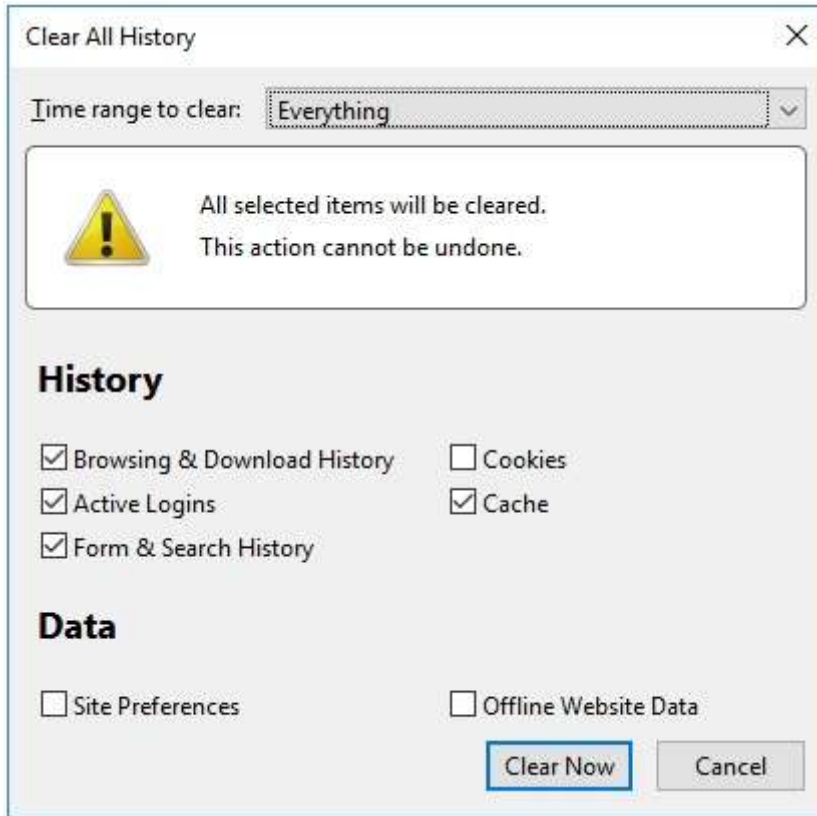 Clear All History
Time range to clear: Everything
All selected items will be cleared.
This action cannot be undone.
History
Browsing & Download History Cookies
Active Logins Cache
Form & Search History
Data
Site Preferences Offline Website Data
Clear Now Cancel